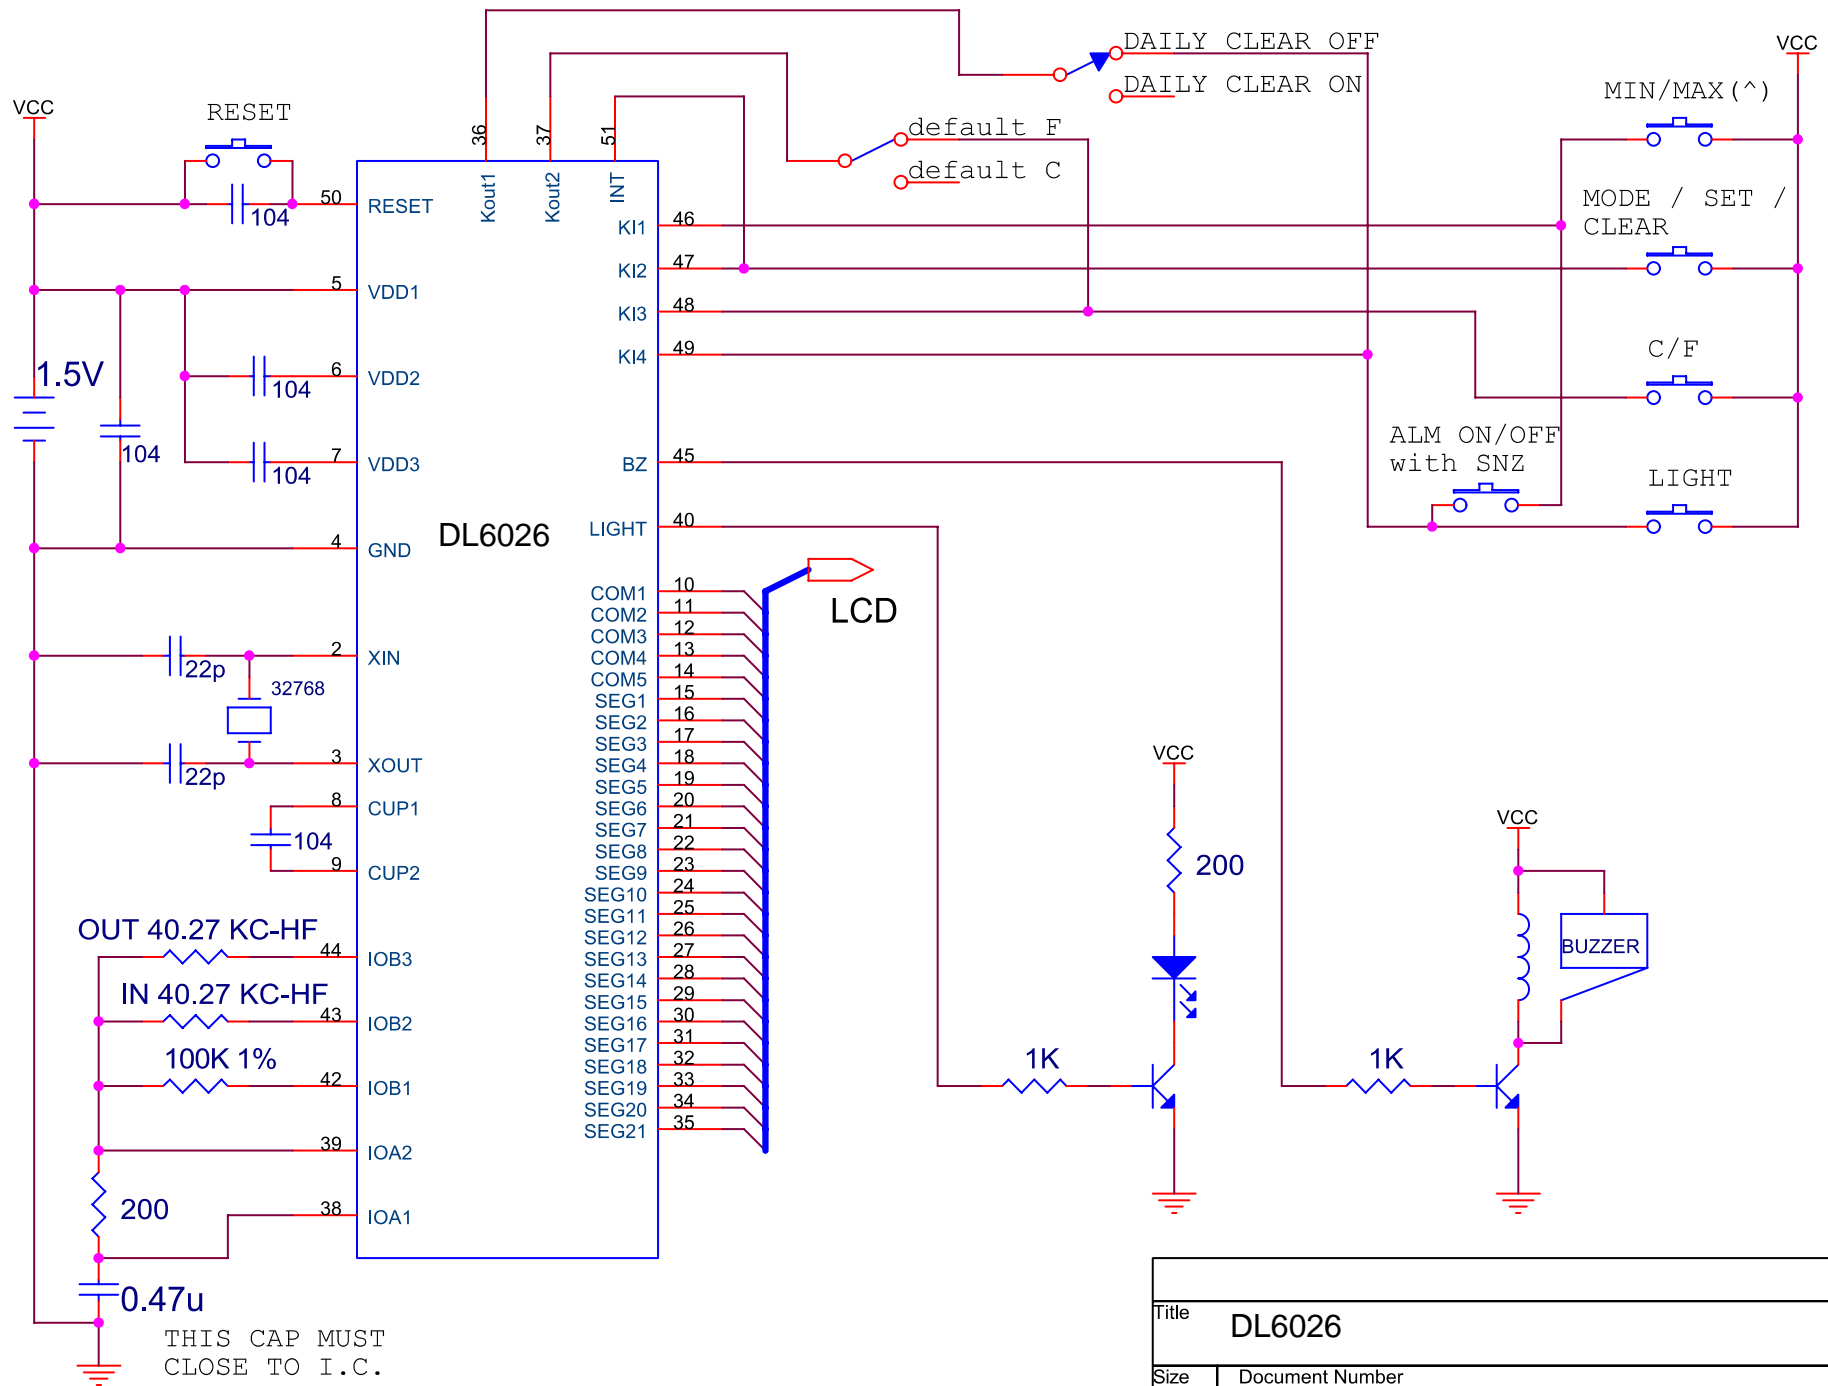 DAILY CLEAR OFF
DAILY CLEAR ON
default F
default C
VCC
RESET
104
VCC
MIN/MAX(^)
MODE / SET /
CLEAR
C/F
ALM ON/OFF
with SNZ
LIGHT
1.5V
104
104
104
22p
32768
22p
104
OUT 40.27 KC-HF
IN 40.27 KC-HF
100K 1%
200
0.47u
THIS CAP MUST
CLOSE TO I.C.
DL6026
36 Kout1
37 Kout2
51 INT
50 RESET
5 VDD1
6 VDD2
7 VDD3
4 GND
2 XIN
3 XOUT
8 CUP1
9 CUP2
44 IOB3
43 IOB2
42 IOB1
39 IOA2
38 IOA1
KI1 46
KI2 47
KI3 48
KI4 49
BZ 45
LIGHT 40
COM1 10
COM2 11
COM3 12
COM4 13
COM5 14
SEG1 15
SEG2 16
SEG3 17
SEG4 18
SEG5 19
SEG6 20
SEG7 21
SEG8 22
SEG9 23
SEG10 24
SEG11 25
SEG12 26
SEG13 27
SEG14 28
SEG15 29
SEG16 30
SEG17 31
SEG18 32
SEG19 33
SEG20 34
SEG21 35
LCD
VCC
200
1K
VCC
BUZZER
1K
Title
DL6026
Size
Document Number